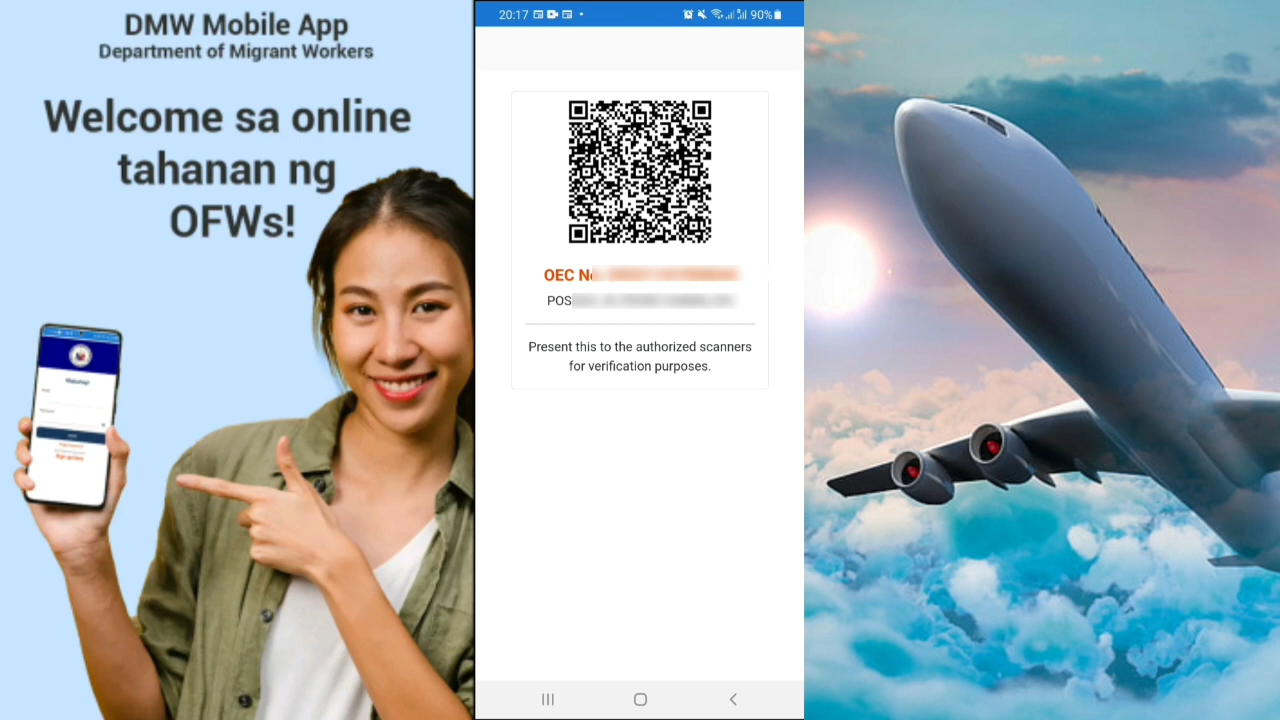 DMW Mobile App
Department of Migrant Workers
Welcome sa online
tahanan ng
OFWs!
20:17
90%
OEC No
POS
Present this to the authorized scanners
for verification purposes.